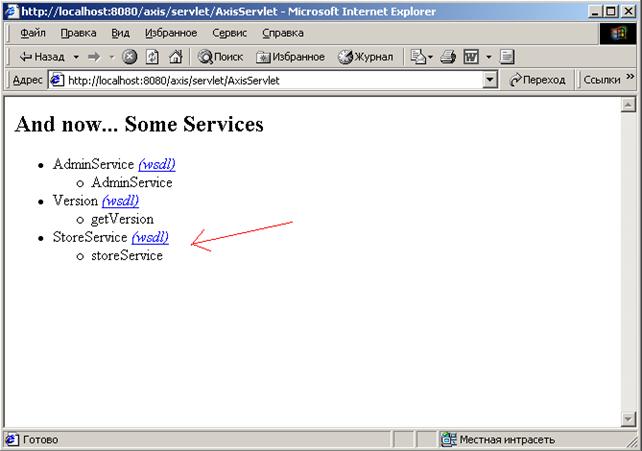 http://localhost:8080/axis/servlet/AxisServlet - Microsoft Internet Explorer
Файл Правка Вид Избранное Сервис Справка
Назад Поиск Избранное Журнал
Адрес http://localhost:8080/axis/servlet/AxisServlet Переход Ссылки »
And now... Some Services
AdminService (wsdl)
AdminService
Version (wsdl)
getVersion
StoreService (wsdl)
storeService
Готово Местная интрасеть